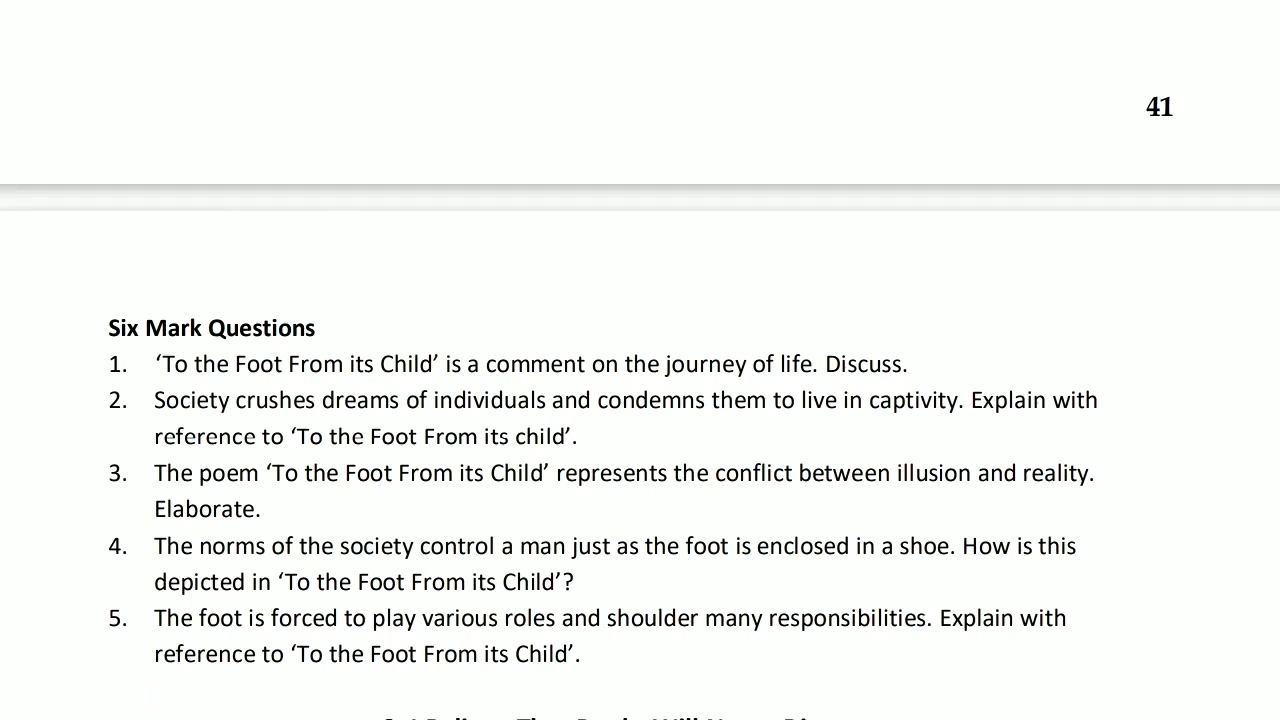 41
Six Mark Questions
1. ‘To the Foot From its Child’ is a comment on the journey of life. Discuss.
2. Society crushes dreams of individuals and condemns them to live in captivity. Explain with
reference to ‘To the Foot From its child’.
3. The poem ‘To the Foot From its Child’ represents the conflict between illusion and reality.
Elaborate.
4. The norms of the society control a man just as the foot is enclosed in a shoe. How is this
depicted in ‘To the Foot From its Child’?
5. The foot is forced to play various roles and shoulder many responsibilities. Explain with
reference to ‘To the Foot From its Child’.